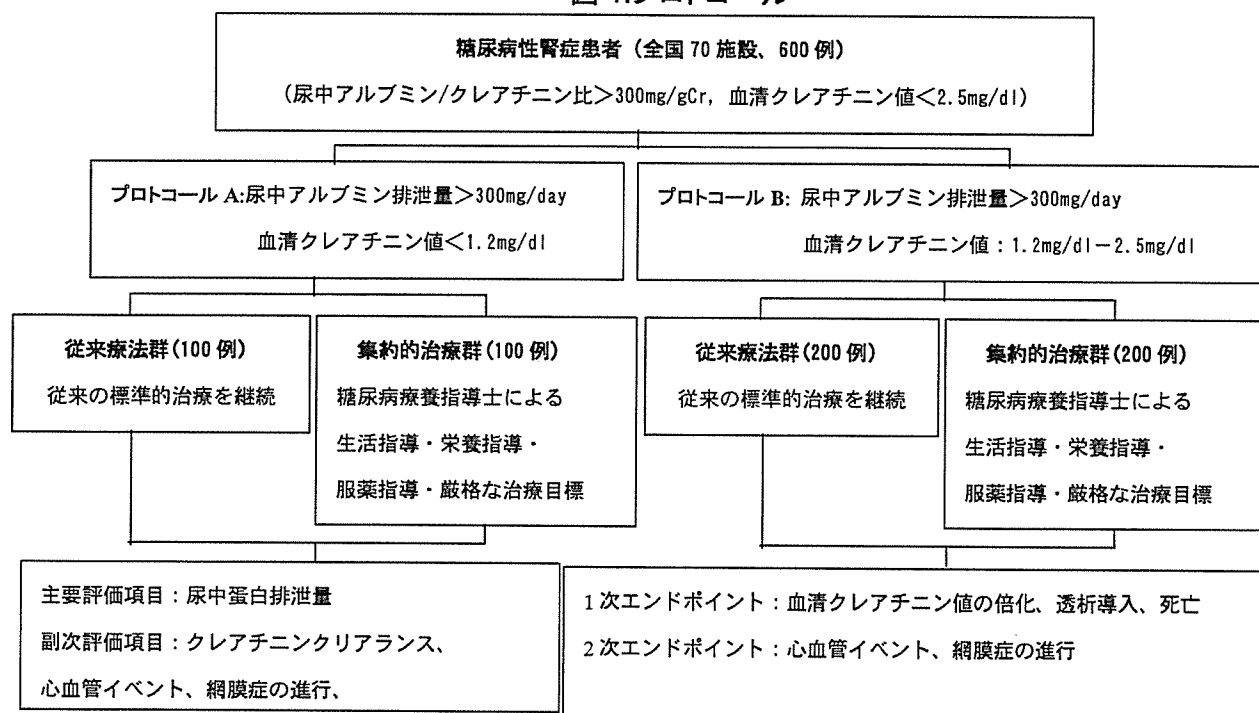 糖尿病性腎症患者（全国 70 施設、600 例）
（尿中アルブミン/クレアチニン比＞300mg/gCr, 血清クレアチニン値＜2.5mg/dl）
プロトコール A:尿中アルブミン排泄量＞300mg/day
血清クレアチニン値＜1.2mg/dl
プロトコール B: 尿中アルブミン排泄量＞300mg/day
血清クレアチニン値：1.2mg/dl－2.5mg/dl
従来療法群(100 例)
従来の標準的治療を継続
集約的治療群(100 例)
糖尿病療養指導士による
生活指導・栄養指導・
服薬指導・厳格な治療目標
従来療法群(200 例)
従来の標準的治療を継続
集約的治療群(200 例)
糖尿病療養指導士による
生活指導・栄養指導・
服薬指導・厳格な治療目標
主要評価項目：尿中蛋白排泄量
副次評価項目：クレアチニンクリアランス、
心血管イベント、網膜症の進行、
1 次エンドポイント：血清クレアチニン値の倍化、透析導入、死亡
2 次エンドポイント：心血管イベント、網膜症の進行